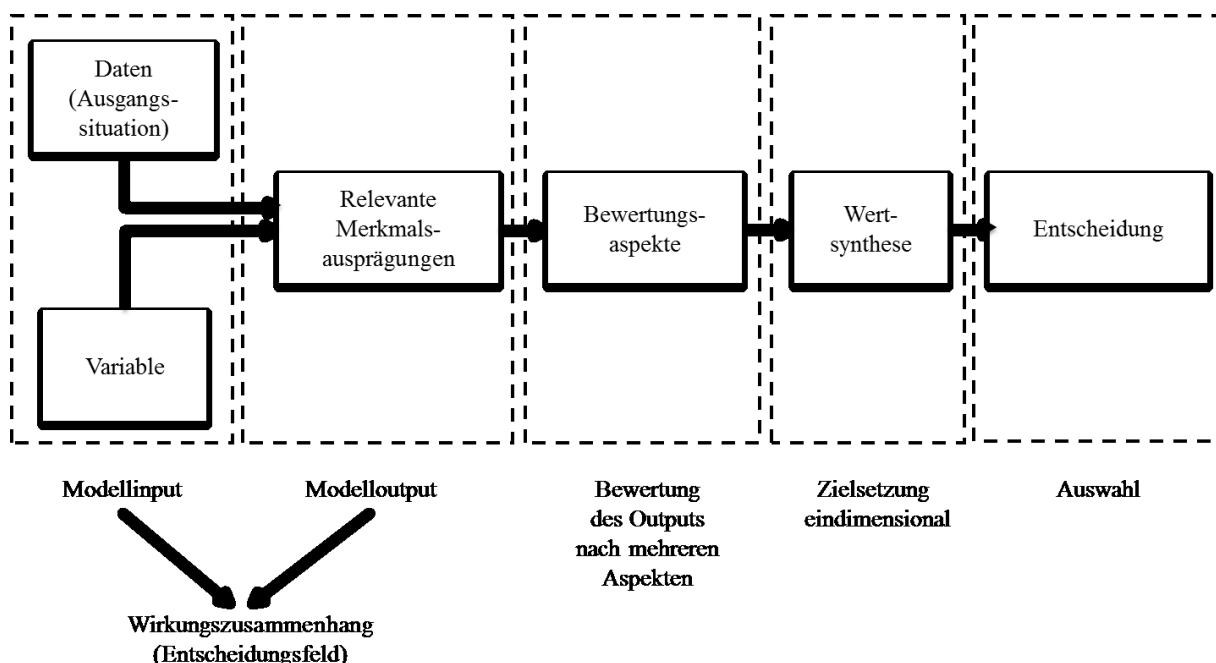 Daten
(Ausgangs-
situation)
Variable
Relevante
Merkmals-
ausprägungen
Bewertungs-
aspekte
Wert-
synthese
Entscheidung
Modellinput
Modelloutput
Bewertung
des Outputs
nach mehreren
Aspekten
Zielsetzung
eindimensional
Auswahl
Wirkungszusammenhang
(Entscheidungsfeld)